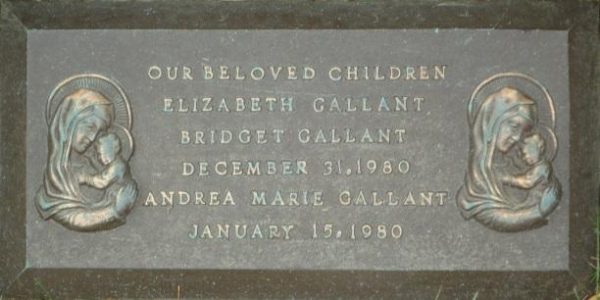 OUR BELOVED CHILDREN
ELIZABETH GALLANT
BRIDGET GALLANT
DECEMBER 31, 1980
ANDREA MARIE GALLANT
JANUARY 15, 1980